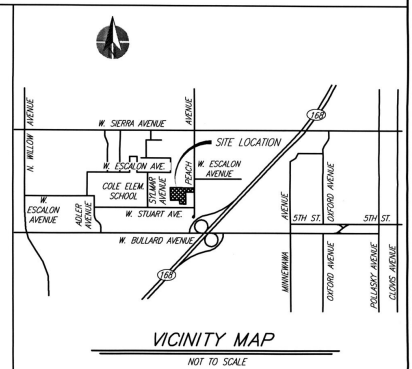 N. WILLOW AVENUE
W. SIERRA AVENUE
AVENUE
168
SITE LOCATION
W. ESCALON AVE.
PEACH
W. ESCALON
AVENUE
COLE ELEM.
SCHOOL
SYLMAR
AVENUE
W.
ESCALON
AVENUE
ADLER
AVENUE
W. STUART AVE.
W. BULLARD AVENUE
168
MINNEWAWA AVENUE
OXFORD AVENUE
5TH ST.
5TH ST.
OXFORD AVENUE
POLLASKY AVENUE
CLOVIS AVENUE
VICINITY MAP
NOT TO SCALE